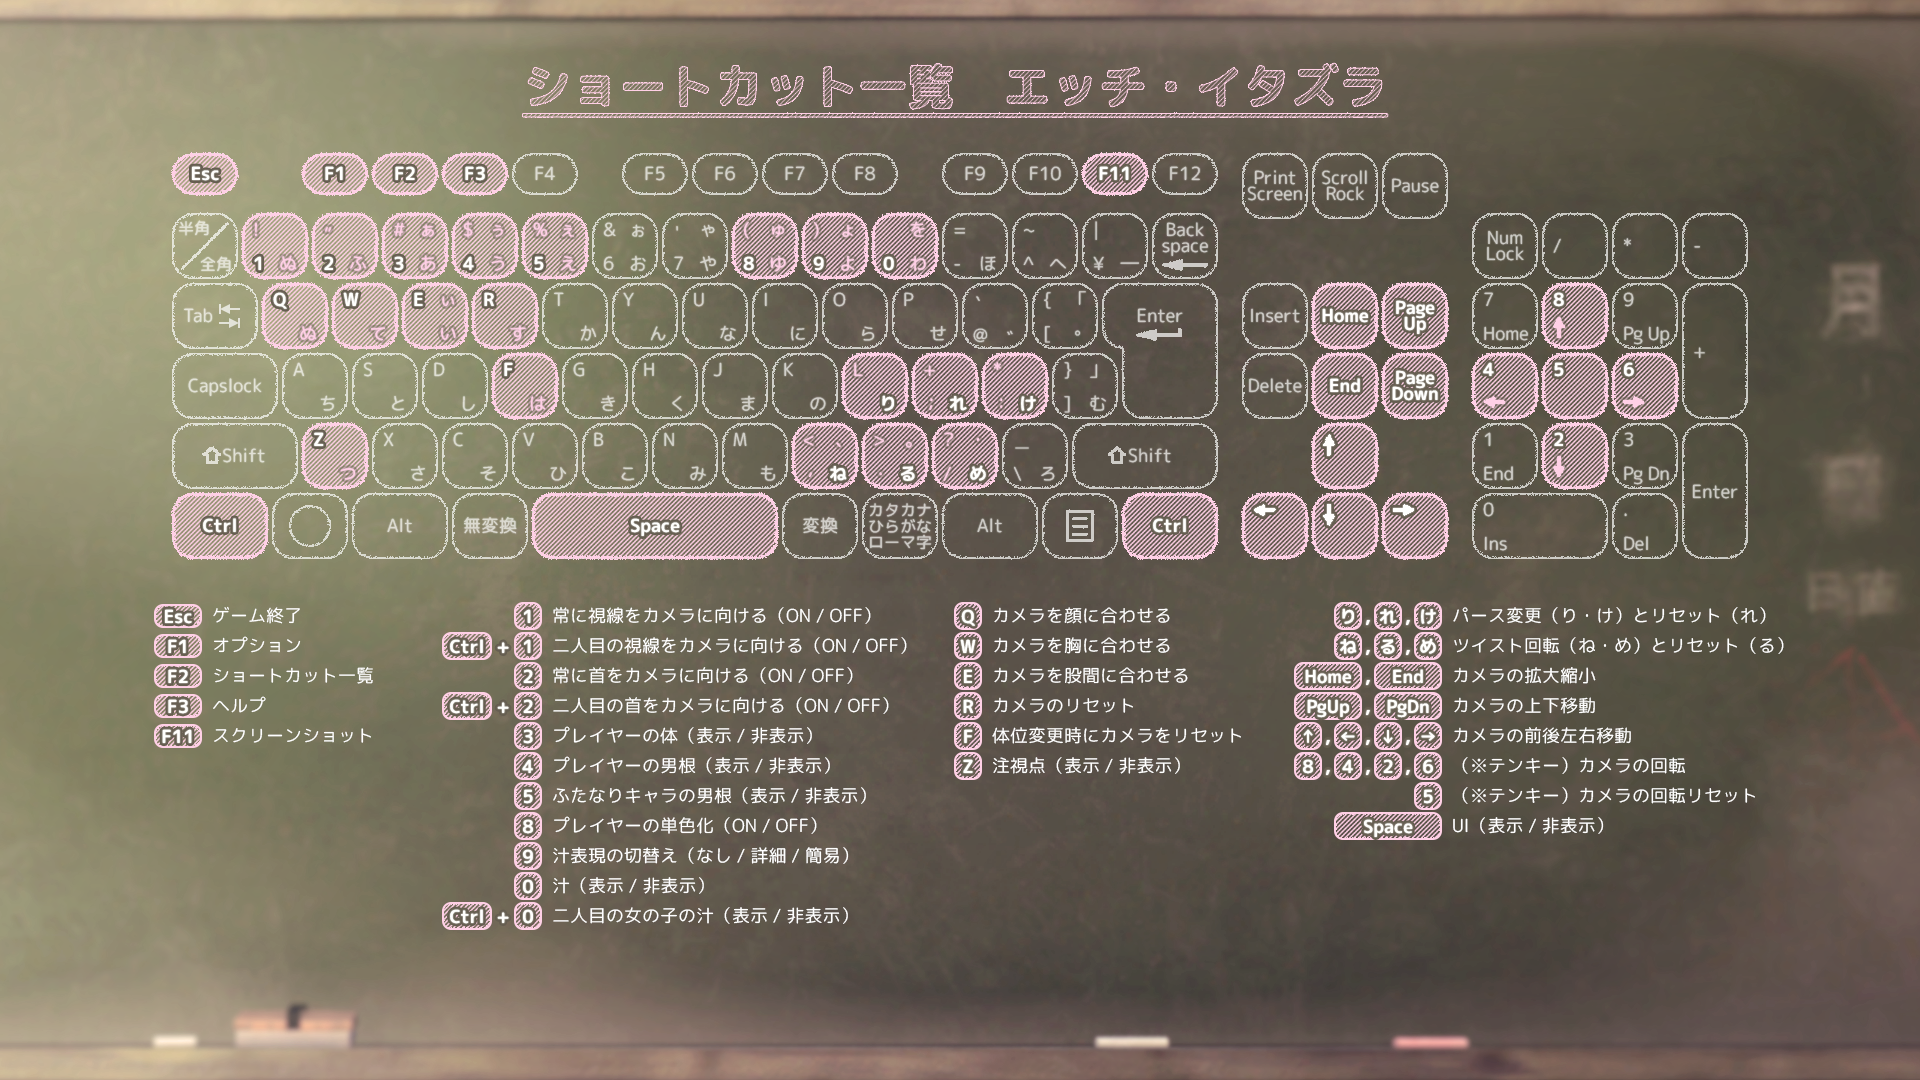 ショートカット一覧　エッチ・イタズラ
Esc F1 F2 F3 F4 F5 F6 F7 F8 F9 F10 F11 F12 Print Screen Scroll Rock Pause
半角/全角 ! 1 ぬ " 2 ふ # ぁ 3 あ $ ぅ 4 う % ぇ 5 え & ぉ 6 お ' ゃ 7 や ( ゅ 8 ゆ ) ょ 9 よ を 0 わ = - ほ ~ ^ へ | ¥ ー Back space Num Lock / * -
Tab Q ぬ W て E ぃ い R す T か Y ん U な I に O ら P せ ` @ ゛ { 「 [ ゜ Enter Insert Home Page Up 7 Home 8 ↑ 9 Pg Up +
Capslock A ち S と D し F は G き H く J ま K の L り + ; れ * : け } 」 ] む Delete End Page Down 4 ← 5 6 →
Shift Z つ X さ C そ V ひ B こ N み M も < 、 , ね > 。 . る ? ・ / め _ \ ろ Shift ↑ 1 End 2 ↓ 3 Pg Dn Enter
Ctrl Alt 無変換 Space 変換 カタカナ ひらがな ローマ字 Alt Ctrl ← ↓ → 0 Ins . Del
Esc ゲーム終了
F1 オプション
F2 ショートカット一覧
F3 ヘルプ
F11 スクリーンショット
1 常に視線をカメラに向ける（ON / OFF）
Ctrl + 1 二人目の視線をカメラに向ける（ON / OFF）
2 常に首をカメラに向ける（ON / OFF）
Ctrl + 2 二人目の首をカメラに向ける（ON / OFF）
3 プレイヤーの体（表示 / 非表示）
4 プレイヤーの男根（表示 / 非表示）
5 ふたなりキャラの男根（表示 / 非表示）
8 プレイヤーの単色化（ON / OFF）
9 汁表現の切替え（なし / 詳細 / 簡易）
0 汁（表示 / 非表示）
Ctrl + 0 二人目の女の子の汁（表示 / 非表示）
Q カメラを顔に合わせる
W カメラを胸に合わせる
E カメラを股間に合わせる
R カメラのリセット
F 体位変更時にカメラをリセット
Z 注視点（表示 / 非表示）
り , れ , け パース変更（り・け）とリセット（れ）
ね , る , め ツイスト回転（ね・め）とリセット（る）
Home , End カメラの拡大縮小
PgUp , PgDn カメラの上下移動
↑ , ← , ↓ , → カメラの前後左右移動
8 , 4 , 2 , 6 （※テンキー）カメラの回転
5 （※テンキー）カメラの回転リセット
Space UI（表示 / 非表示）
月
日直